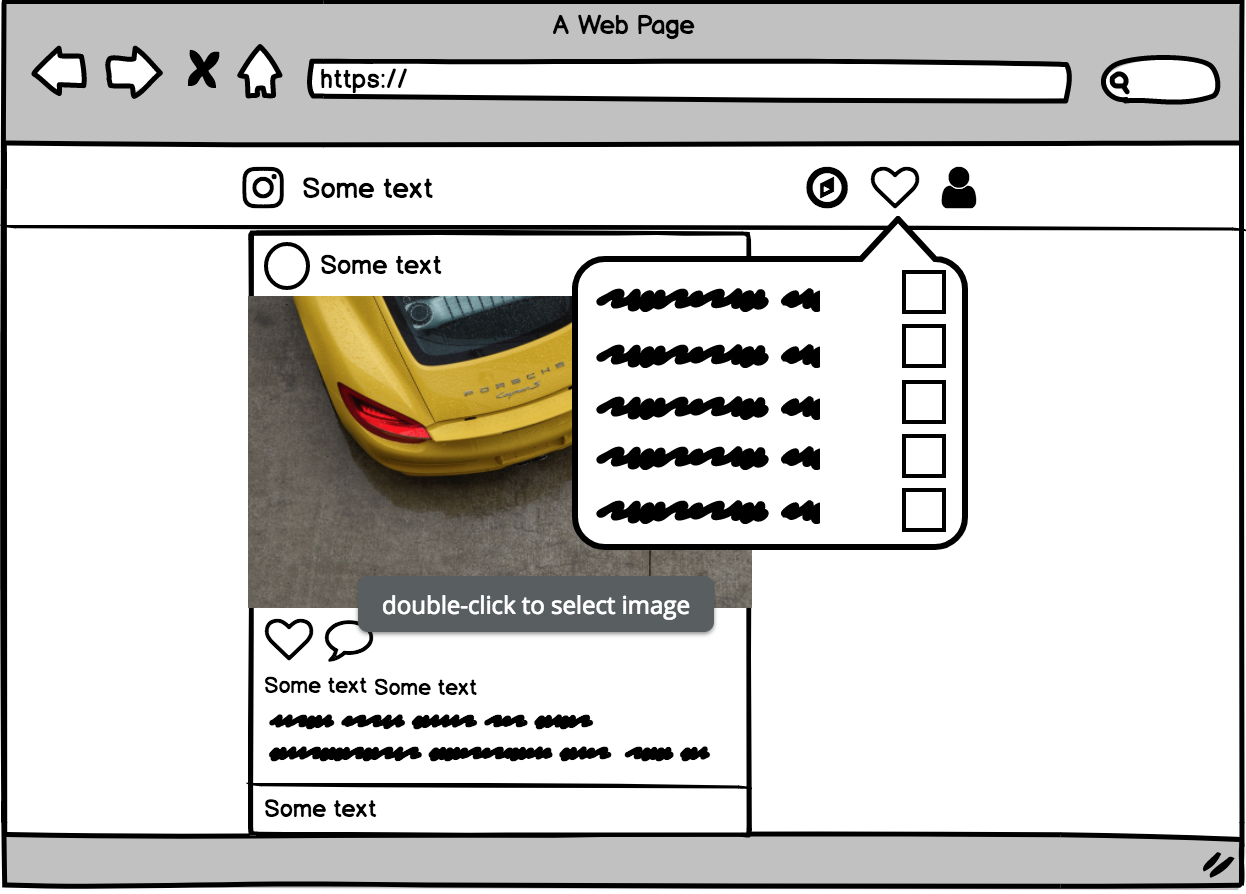 A Web Page
https://
Some text
Some text
PORSCHE
Cayman S
double-click to select image
Some text Some text
Some text